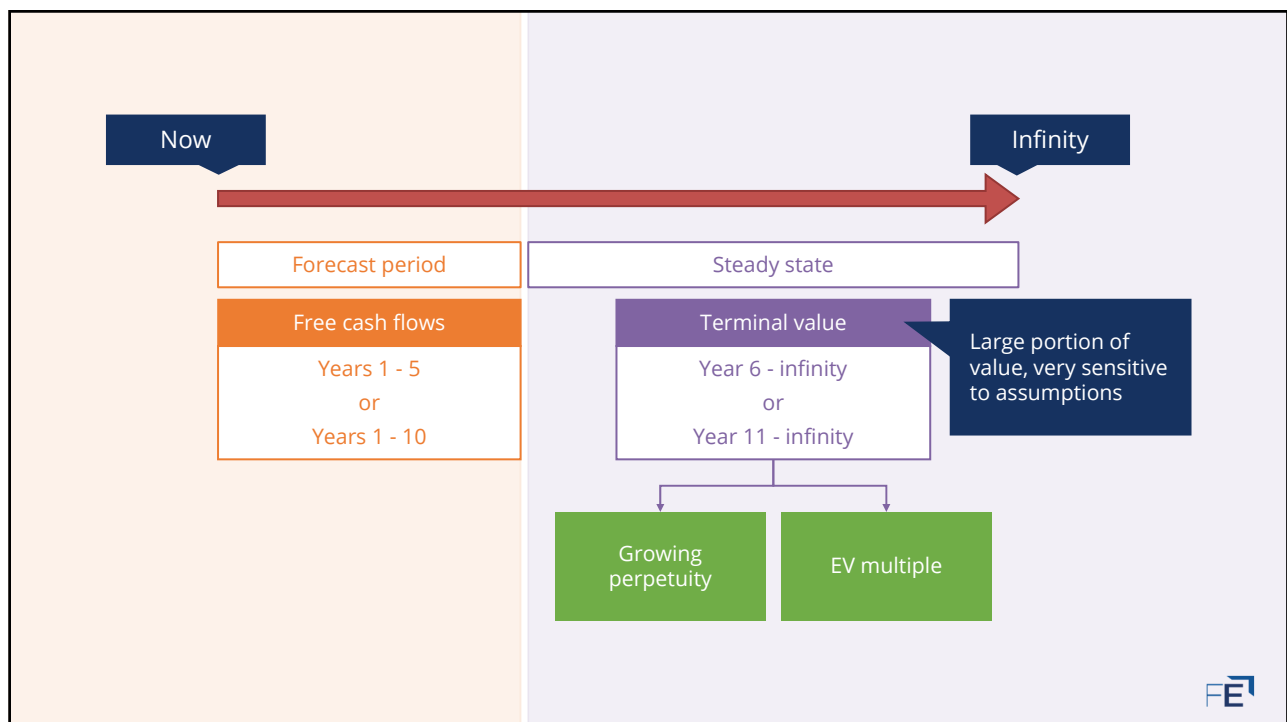 Now
Infinity
Forecast period
Steady state
Free cash flows
Years 1 - 5
or
Years 1 - 10
Terminal value
Year 6 - infinity
or
Year 11 - infinity
Large portion of
value, very sensitive
to assumptions
Growing
perpetuity
EV multiple
FE